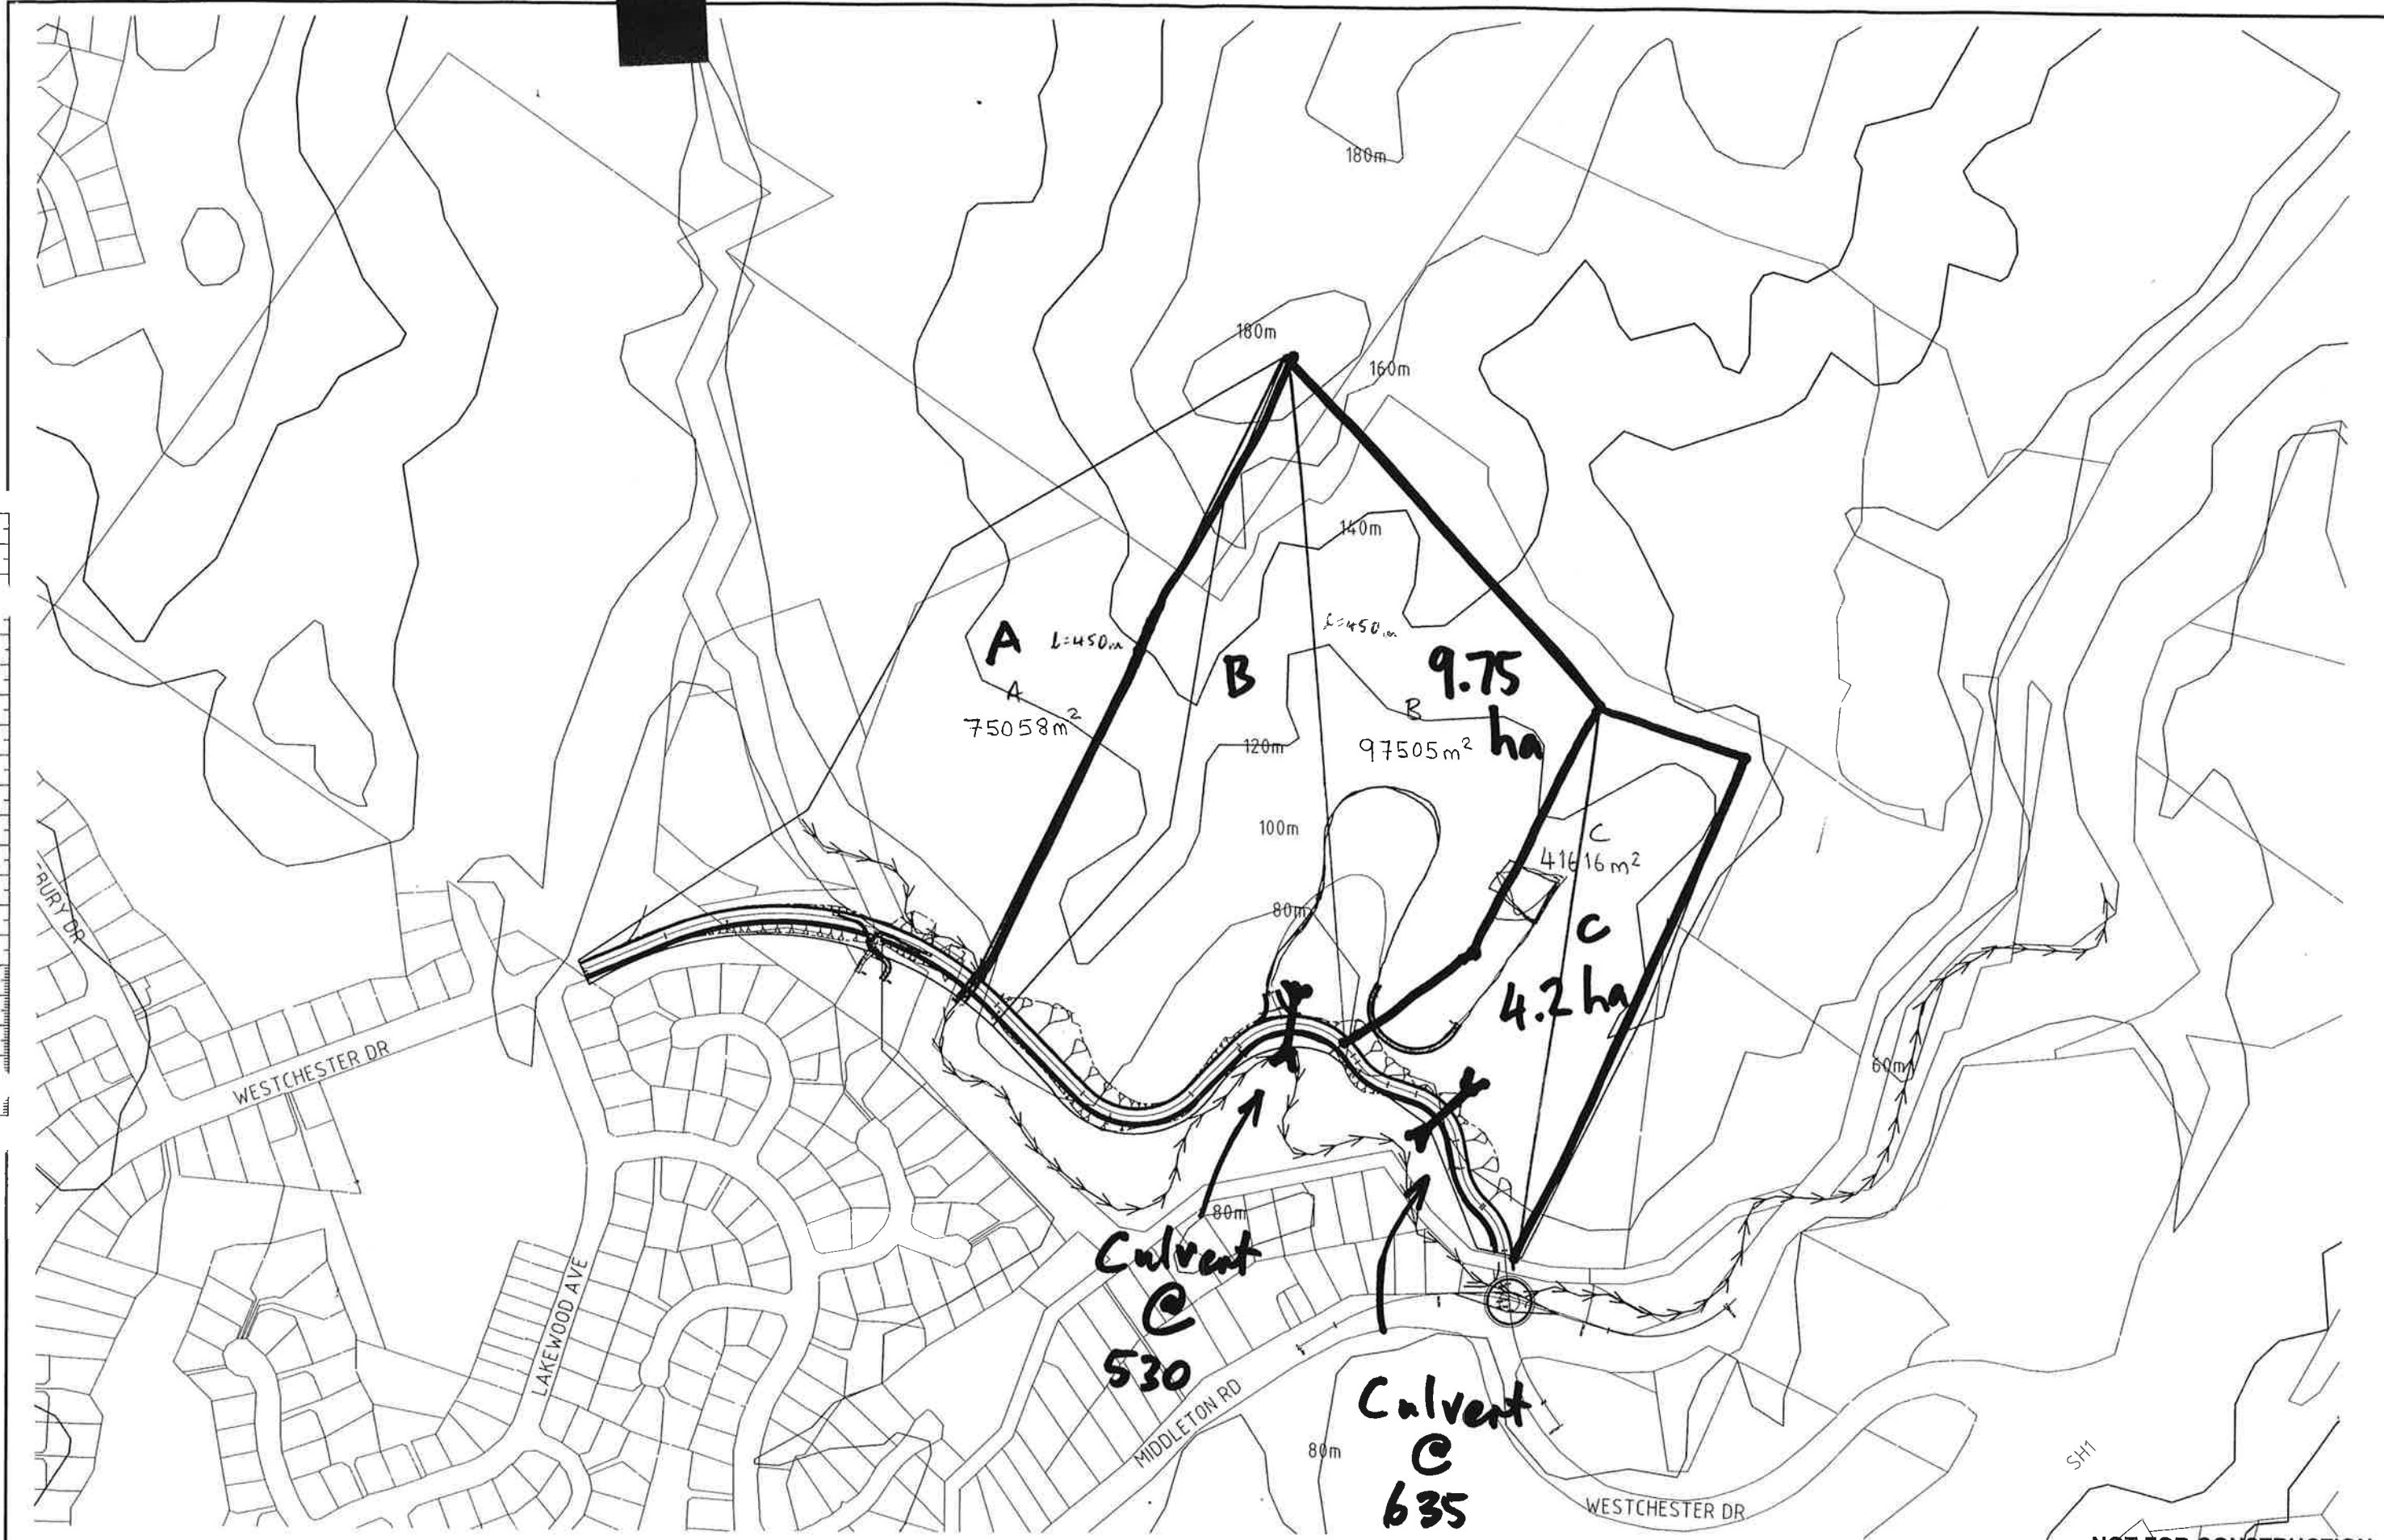 180m
180m
160m
140m
A L=450m
L=450m
A
75058m²
B
9.75
ha
B
97505m²
120m
100m
C
41616m²
80m
C
4.2 ha
WESTCHESTER DR
60m
80m
Culvert
@
530
LAKEWOOD AVE
MIDDLETON RD
Culvert
@
635
80m
WESTCHESTER DR
SH1